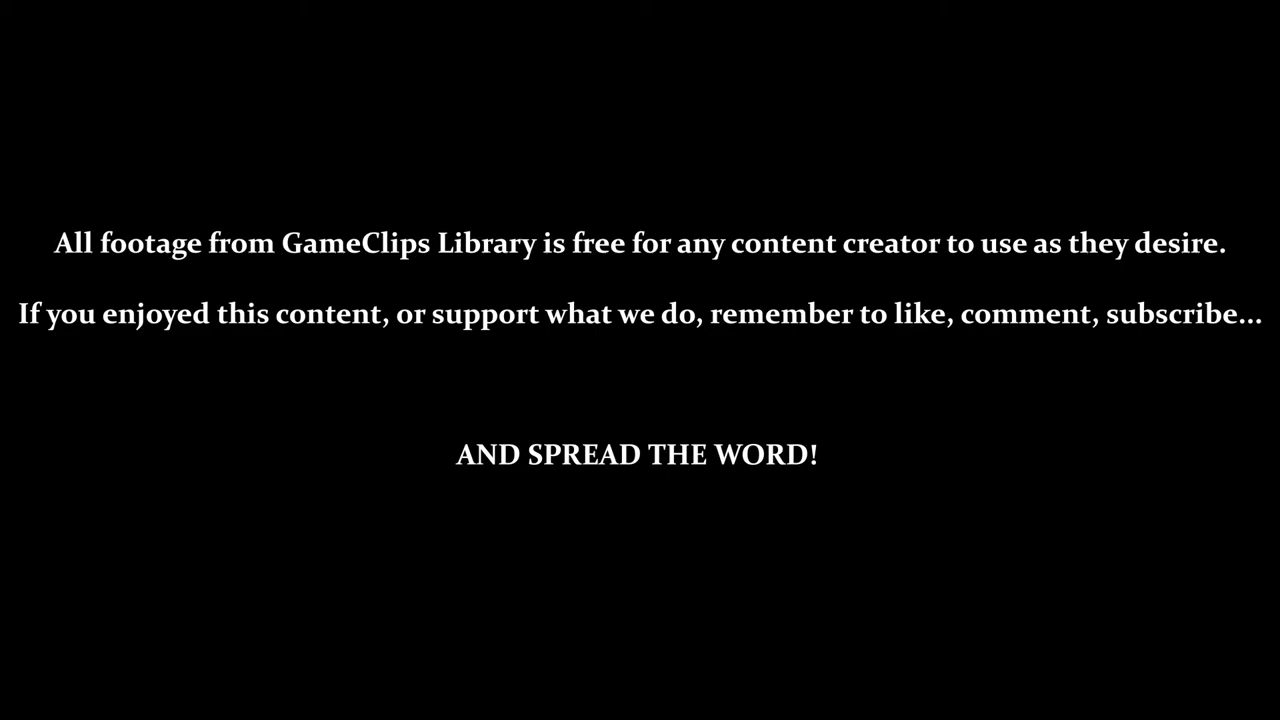 All footage from GameClips Library is free for any content creator to use as they desire.
If you enjoyed this content, or support what we do, remember to like, comment, subscribe...
AND SPREAD THE WORD!